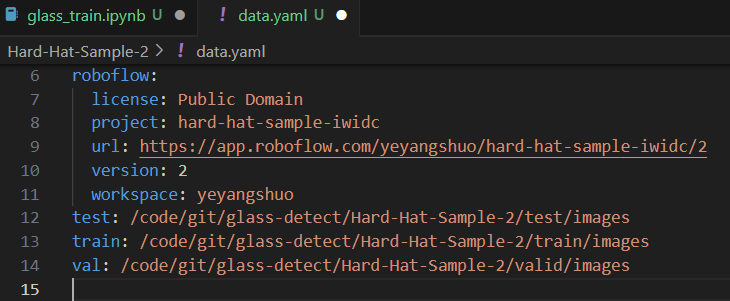 glass_train.ipynb U
! data.yaml U
Hard-Hat-Sample-2 > ! data.yaml
6 roboflow:
7 license: Public Domain
8 project: hard-hat-sample-iwidc
9 url: https://app.roboflow.com/yeyangshuo/hard-hat-sample-iwidc/2
10 version: 2
11 workspace: yeyangshuo
12 test: /code/git/glass-detect/Hard-Hat-Sample-2/test/images
13 train: /code/git/glass-detect/Hard-Hat-Sample-2/train/images
14 val: /code/git/glass-detect/Hard-Hat-Sample-2/valid/images
15